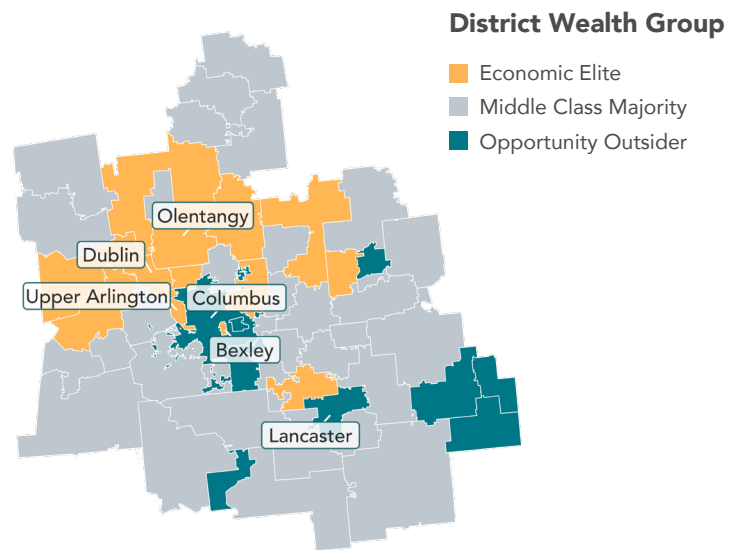 District Wealth Group
Economic Elite
Middle Class Majority
Opportunity Outsider
Olentangy
Dublin
Upper Arlington
Columbus
Bexley
Lancaster